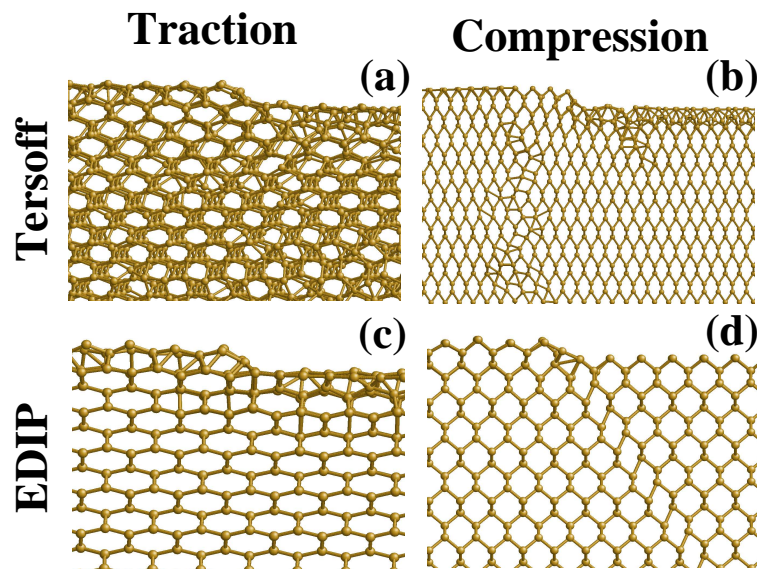 Traction
Compression
Tersoff
(a)
(b)
EDIP
(c)
(d)